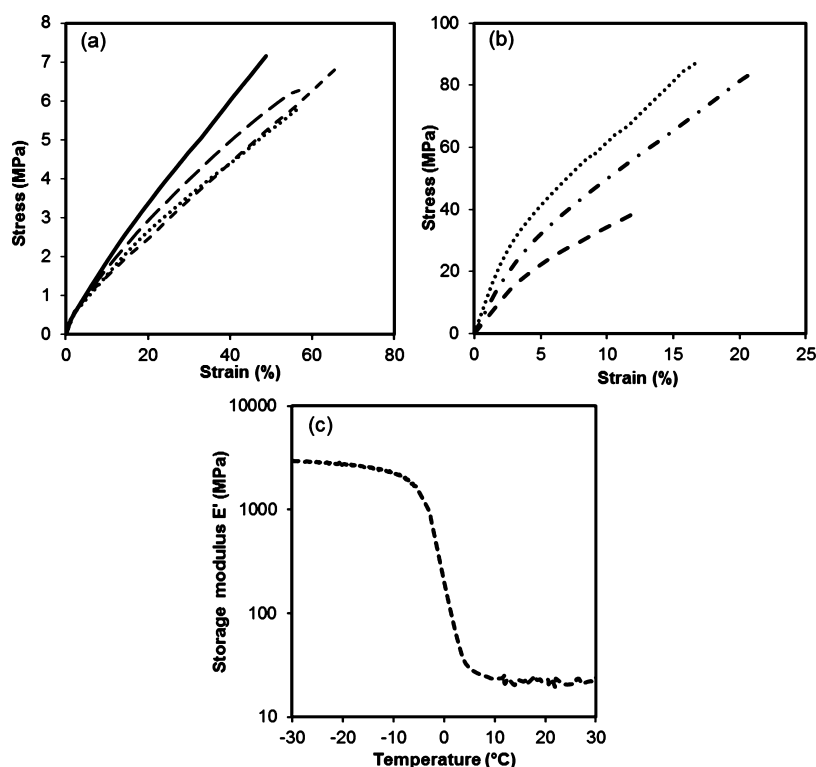 (a)
Stress (MPa)
8
7
6
5
4
3
2
1
0
0 20 40 60 80
Strain (%)
(b)
Stress (MPa)
100
80
60
40
20
0
0 5 10 15 20 25
Strain (%)
(c)
Storage modulus E' (MPa)
10000
1000
100
10
-30 -20 -10 0 10 20 30
Temperature (°C)